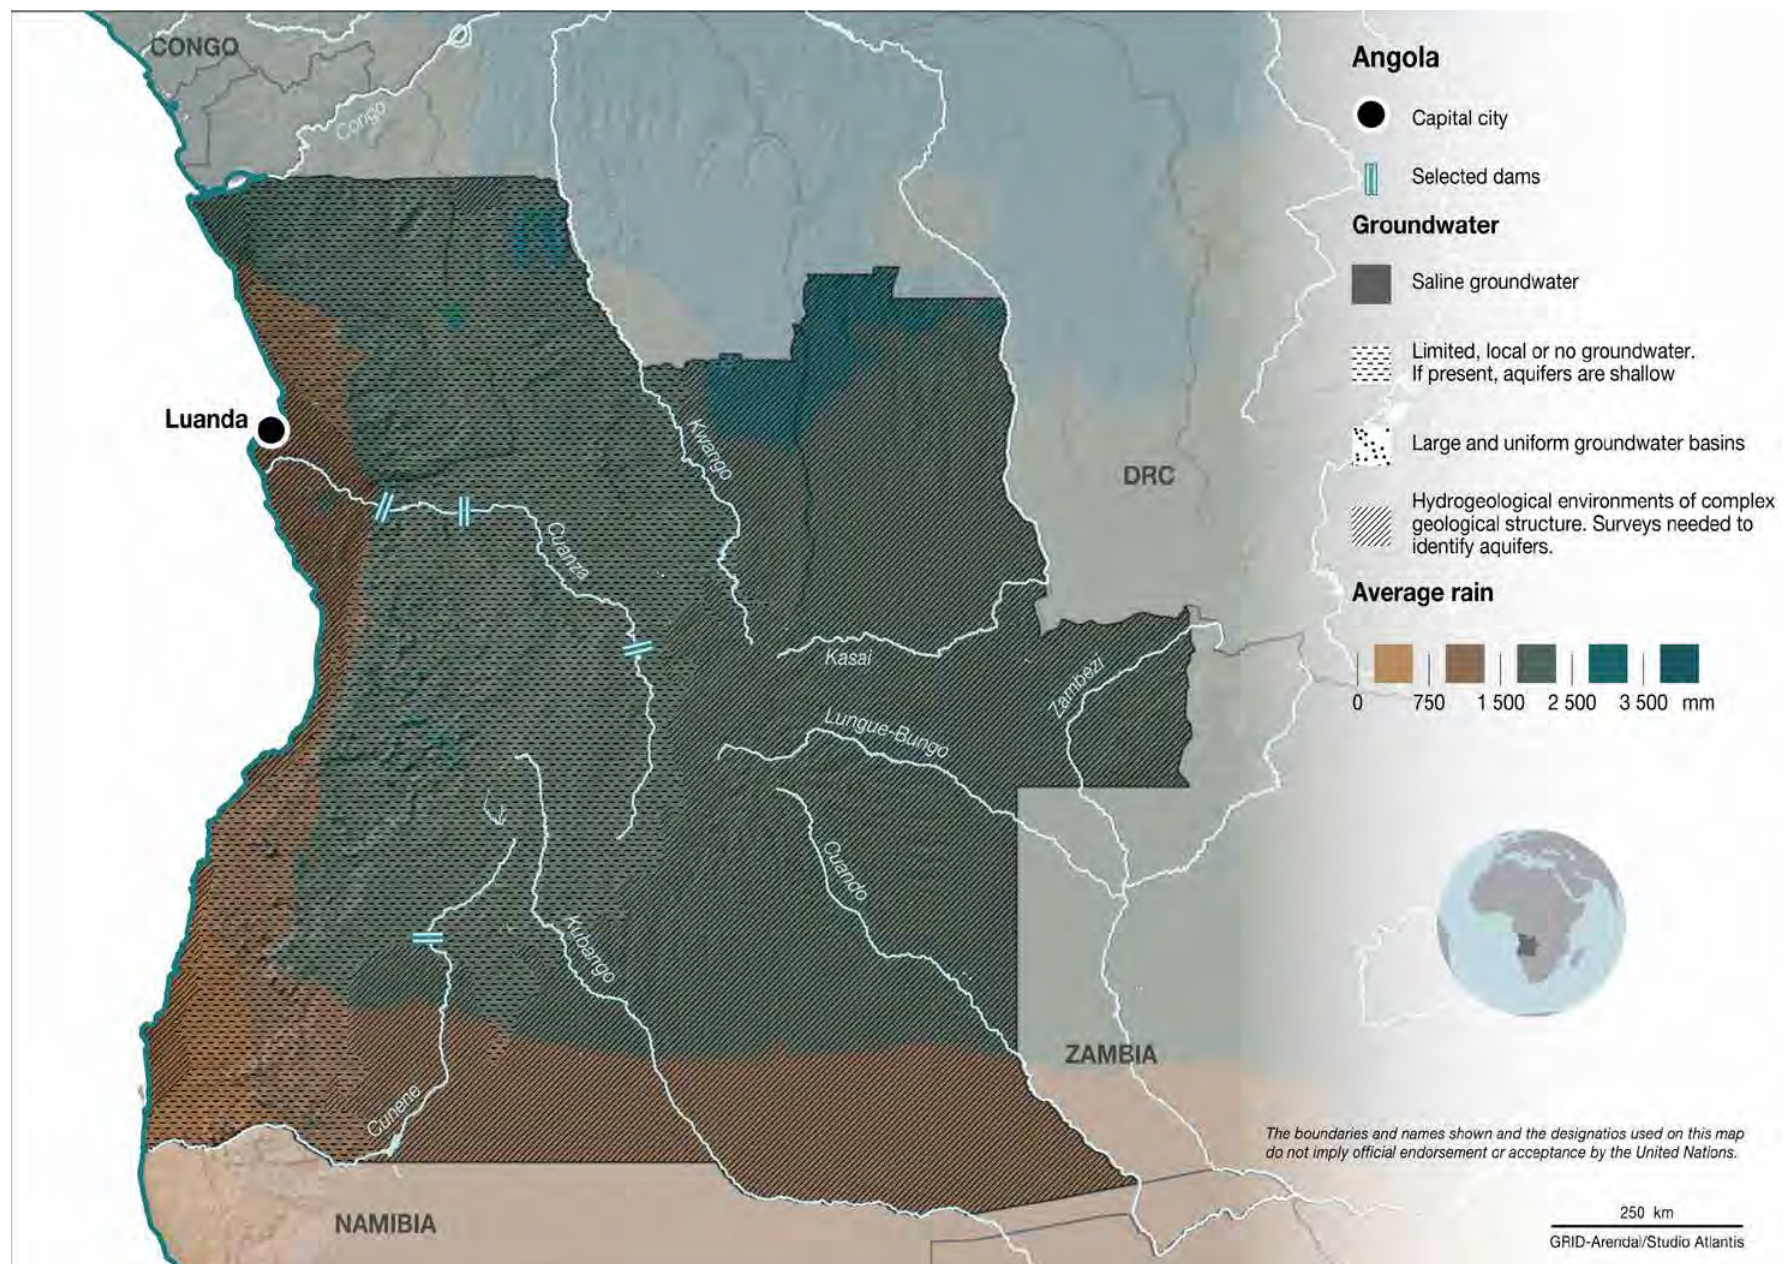 CONGO
Congo
Luanda
Kwango
Cuanza
DRC
Kasai
Zambezi
Lungue-Bungo
Cuando
Kubango
Cunene
ZAMBIA
NAMIBIA
Angola
Capital city
Selected dams
Groundwater
Saline groundwater
Limited, local or no groundwater.
If present, aquifers are shallow
Large and uniform groundwater basins
Hydrogeological environments of complex
geological structure. Surveys needed to
identify aquifers.
Average rain
0 750 1 500 2 500 3 500 mm
The boundaries and names shown and the designatios used on this map
do not imply official endorsement or acceptance by the United Nations.
250 km
GRID-Arendal/Studio Atlantis